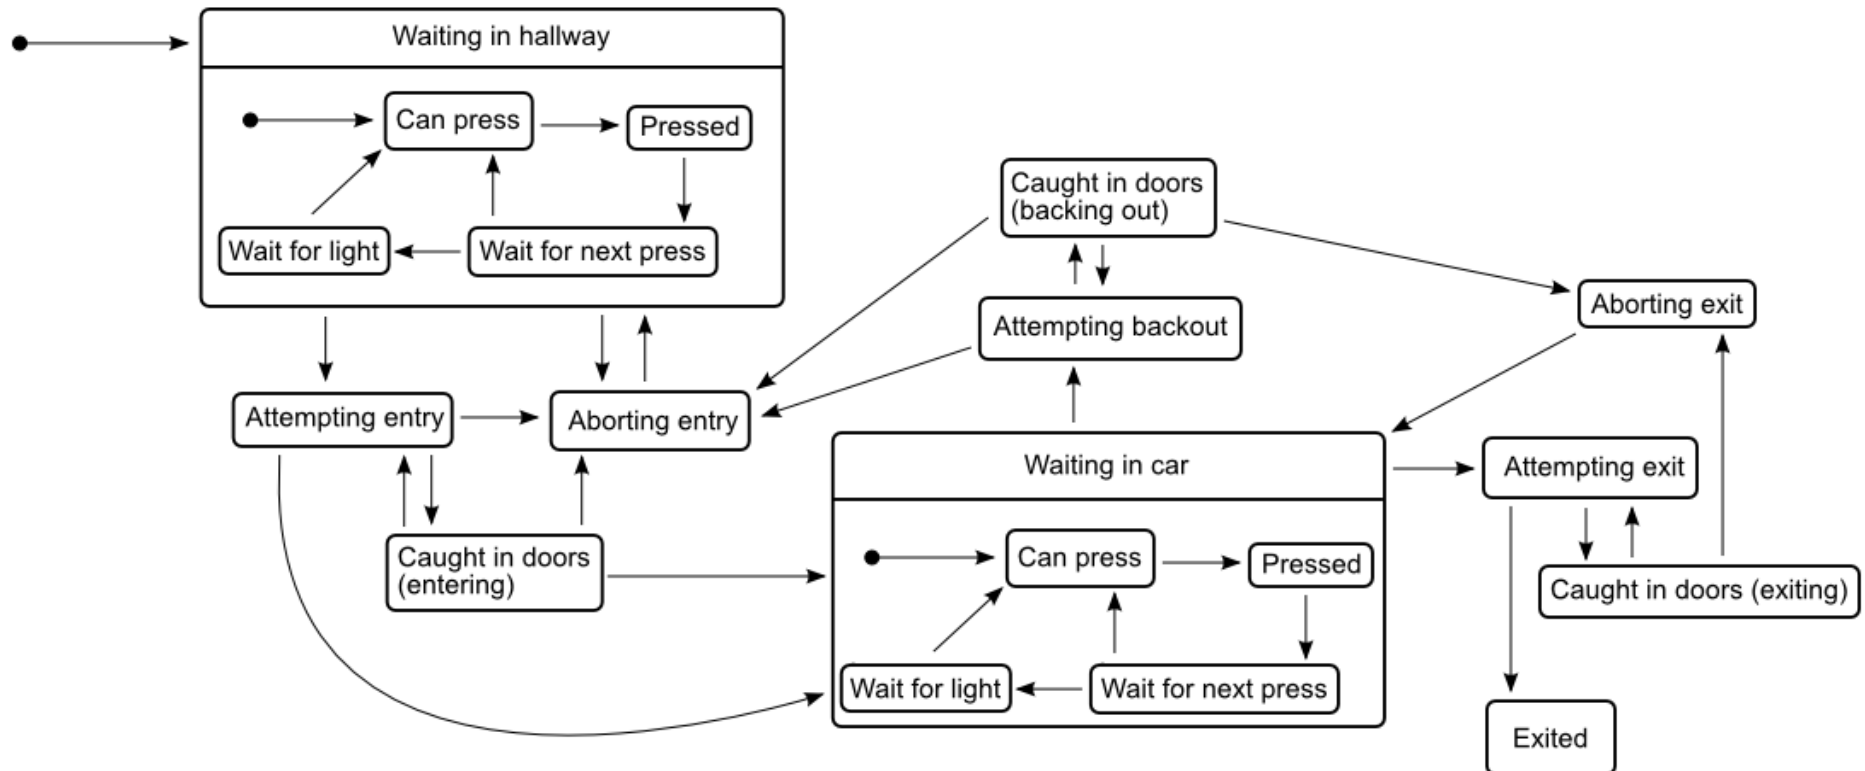 Waiting in hallway
Can press
Pressed
Wait for light
Wait for next press
Caught in doors
(backing out)
Aborting exit
Attempting backout
Attempting entry
Aborting entry
Waiting in car
Attempting exit
Caught in doors
(entering)
Can press
Pressed
Caught in doors (exiting)
Wait for light
Wait for next press
Exited